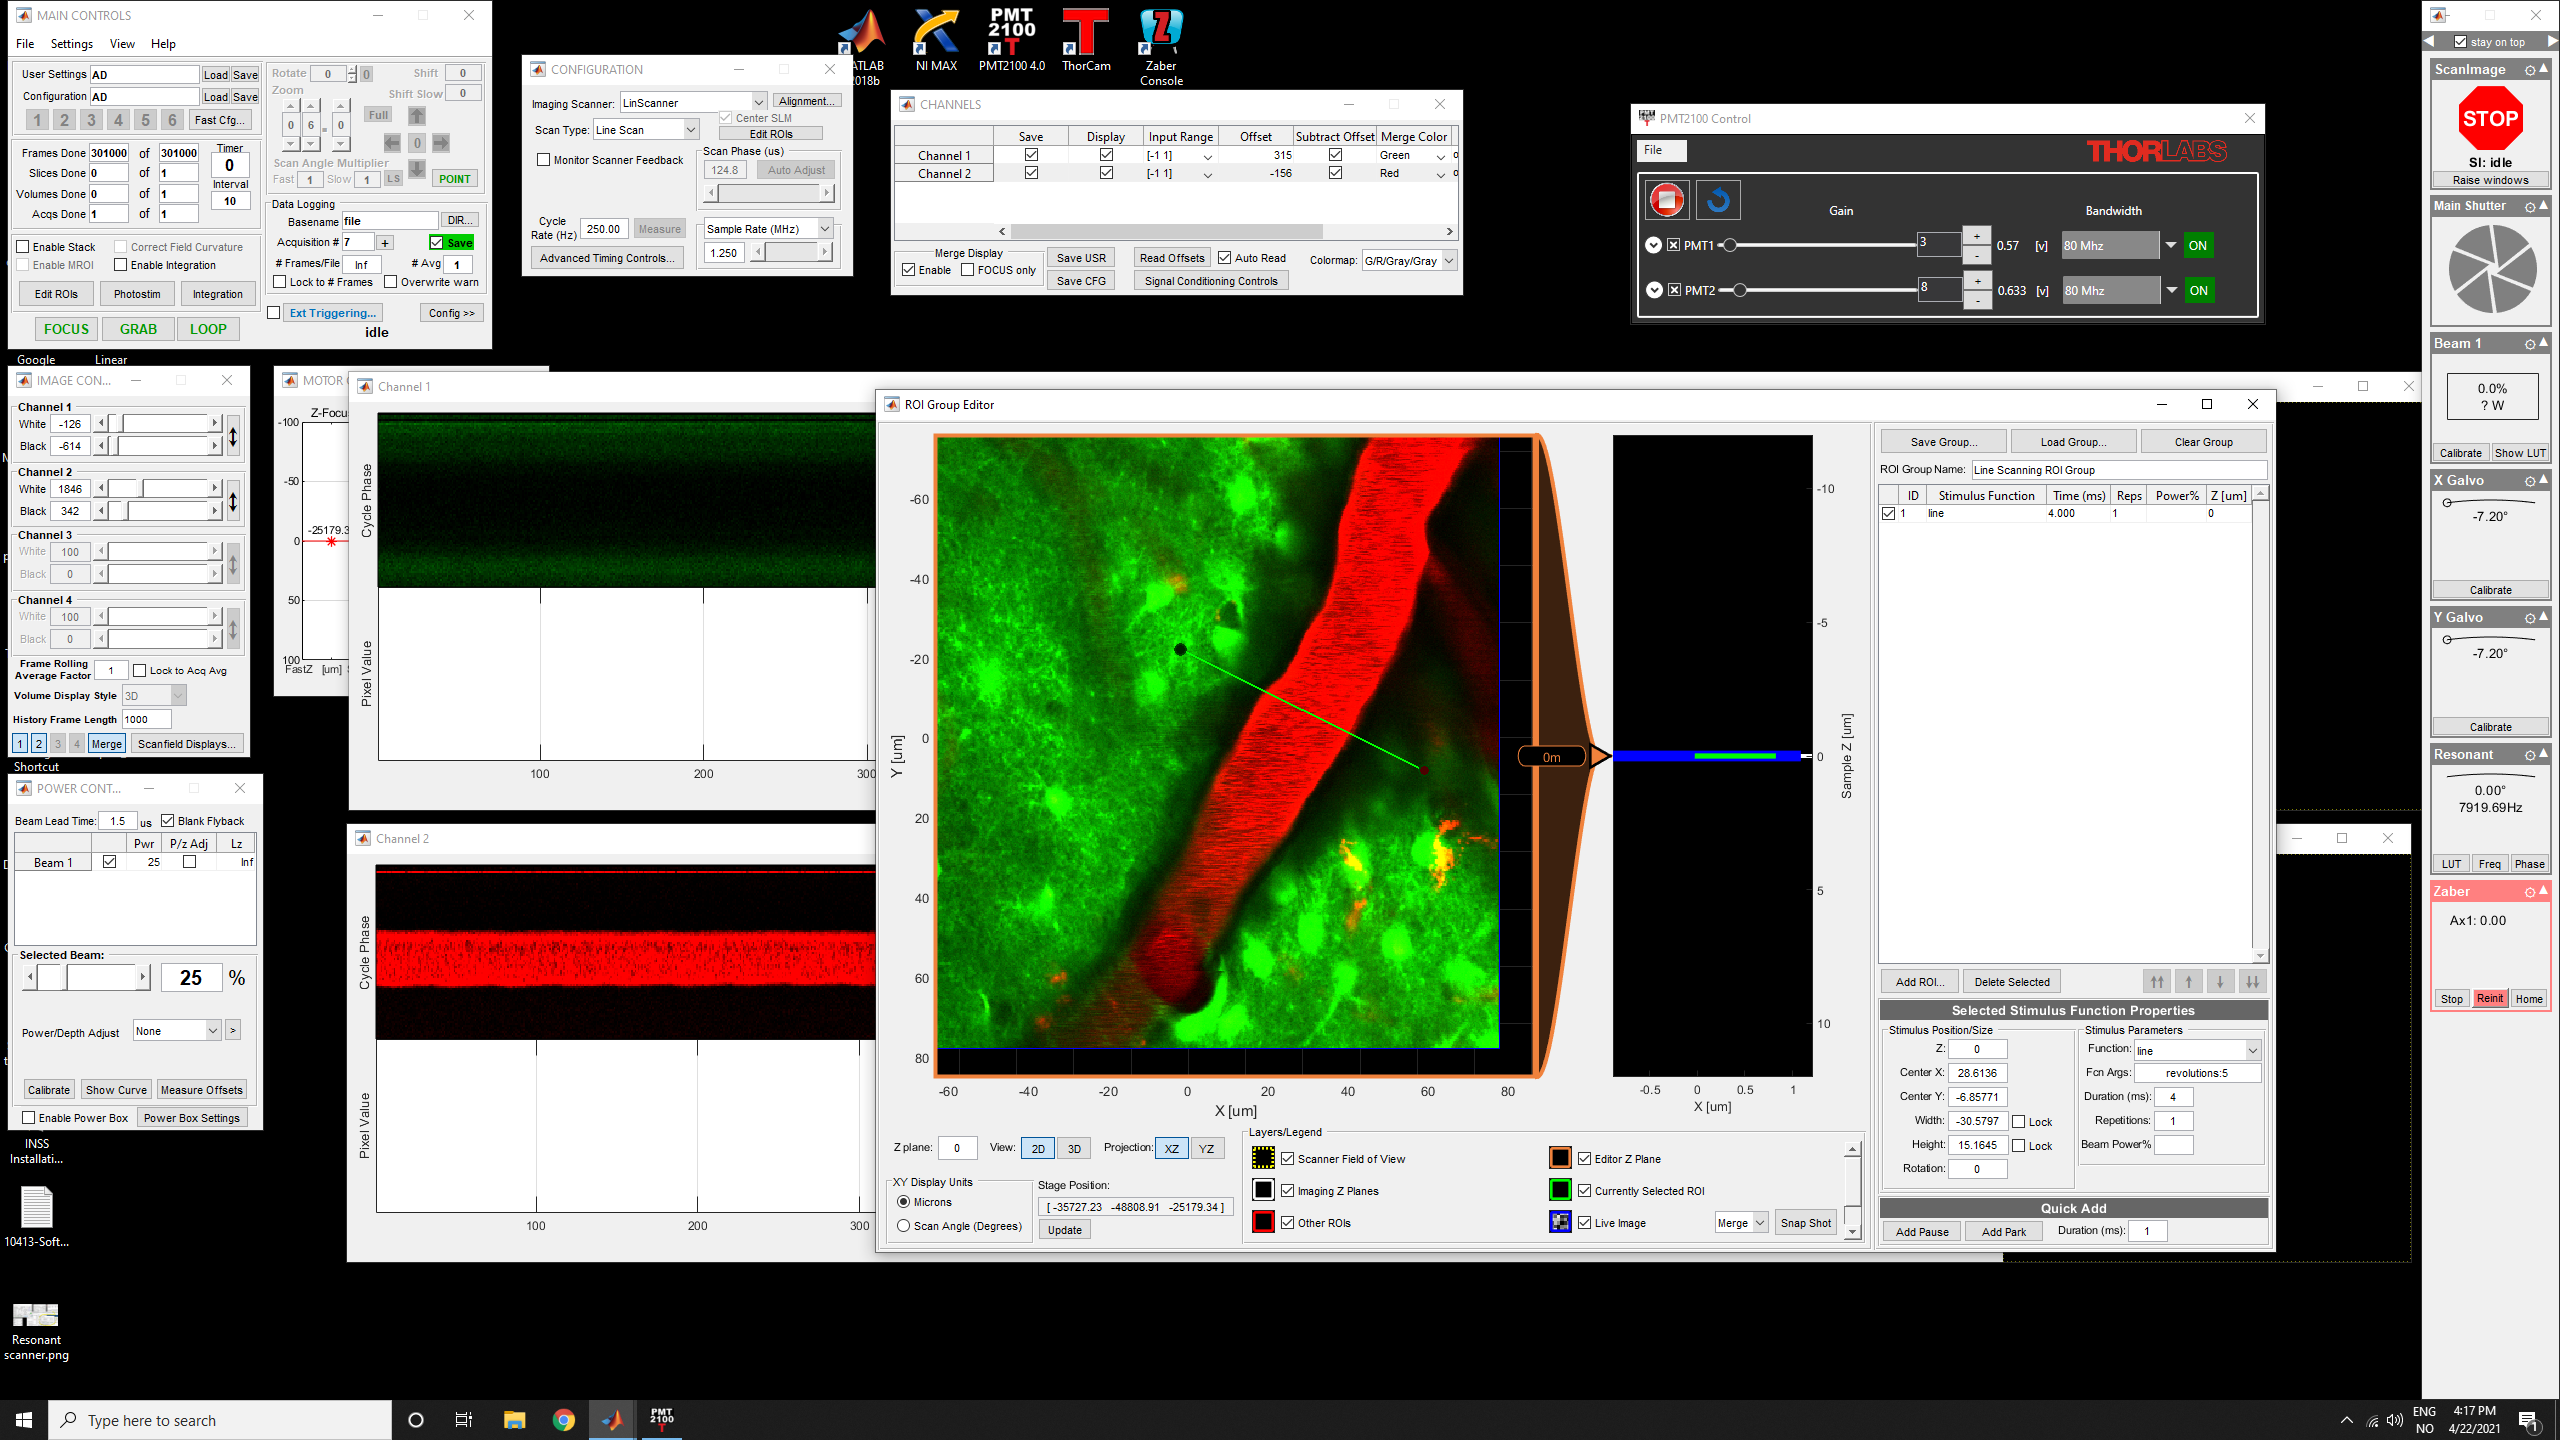 MAIN CONTROLS
File Settings View Help
User Settings AD Load Save
Configuration AD Load Save
1 2 3 4 5 6 Fast Cfg...
Frames Done 301000 of 301000
Slices Done 0 of 1
Volumes Done 0 of 1
Acqs Done 1 of 1
Timer
0
Interval
10
Enable Stack Correct Field Curvature
Enable MROI Enable Integration
Edit ROIs Photostim Integration
FOCUS GRAB LOOP
Rotate 0 0 Shift 0
Zoom Shift Slow 0
0 6 . 0 Full 0
Scan Angle Multiplier
Fast 1 Slow 1 LS POINT
Data Logging
Basename file DIR...
Acquisition # 7 + Save
# Frames/File Inf # Avg 1
Lock to # Frames Overwrite warn
Ext Triggering... Config >>
idle
Google Linear
CONFIGURATION
Imaging Scanner: LinScanner Alignment...
Center SLM
Scan Type: Line Scan Edit ROIs
Monitor Scanner Feedback
Scan Phase (us)
124.8 Auto Adjust
Cycle
Rate (Hz) 250.00 Measure
Sample Rate (MHz)
1.250
Advanced Timing Controls...
NI MAX
PMT
2100
PMT2100 4.0
ThorCam
Zaber
Console
CHANNELS
Save Display Input Range Offset Subtract Offset Merge Color
Channel 1 [-1 1] 315 Green
Channel 2 [-1 1] -156 Red
Merge Display
Enable FOCUS only
Save USR Read Offsets Auto Read
Save CFG Signal Conditioning Controls
Colormap: G/R/Gray/Gray
PMT2100 Control
File THORLABS
Gain Bandwidth
PMT1 3 + - 0.57 [v] 80 Mhz ON
PMT2 8 + - 0.633 [v] 80 Mhz ON
stay on top
ScanImage
STOP
SI: idle
Raise windows
Main Shutter
Beam 1
0.0%
? W
Calibrate Show LUT
X Galvo
-7.20°
Calibrate
Y Galvo
-7.20°
Calibrate
Resonant
0.00°
7919.69Hz
LUT Freq Phase
Zaber
Ax1: 0.00
Stop Reinit Home
IMAGE CON...
Channel 1
White -126
Black -614
Channel 2
White 1846
Black 342
Channel 3
White 100
Black 0
Channel 4
White 100
Black 0
Frame Rolling
Average Factor 1 Lock to Acq Avg
Volume Display Style 3D
History Frame Length 1000
1 2 3 4 Merge Scanfield Displays...
Shortcut
MOTOR
Z-Focus
-100
-50
-25179.3
0
50
100
FastZ [um]
POWER CONT...
Beam Lead Time: 1.5 us Blank Flyback
Pwr P/z Adj Lz
Beam 1 25 Inf
Selected Beam:
25 %
Power/Depth Adjust None >
Calibrate Show Curve Measure Offsets
Enable Power Box Power Box Settings
INSS
Installati...
10413-Soft...
Resonant
scanner.png
Channel 1
Cycle Phase
Pixel Value
100 200 300
Channel 2
Cycle Phase
Pixel Value
100 200 300
ROI Group Editor
Y [um]
-60
-40
-20
0
20
40
60
80
-60 -40 -20 0 20 40 60 80
X [um]
0m
-10
-5
0
5
10
Sample Z [um]
-0.5 0 0.5 1
X [um]
Z plane: 0 View: 2D 3D Projection: XZ YZ
XY Display Units
Microns
Scan Angle (Degrees)
Stage Position:
[ -35727.23 -48808.91 -25179.34 ]
Update
Layers/Legend
Scanner Field of View Editor Z Plane
Imaging Z Planes Currently Selected ROI
Other ROIs Live Image Merge Snap Shot
Save Group... Load Group... Clear Group
ROI Group Name: Line Scanning ROI Group
ID Stimulus Function Time (ms) Reps Power% Z [um]
1 line 4.000 1 0
Add ROI... Delete Selected
Selected Stimulus Function Properties
Stimulus Position/Size
Z: 0
Center X: 28.6136
Center Y: -6.85771
Width: -30.5797 Lock
Height: 15.1645 Lock
Rotation: 0
Stimulus Parameters
Function: line
Fcn Args: revolutions:5
Duration (ms): 4
Repetitions: 1
Beam Power%
Quick Add
Add Pause Add Park Duration (ms): 1
Type here to search
PMT
2100
ENG
NO
4:17 PM
4/22/2021
1